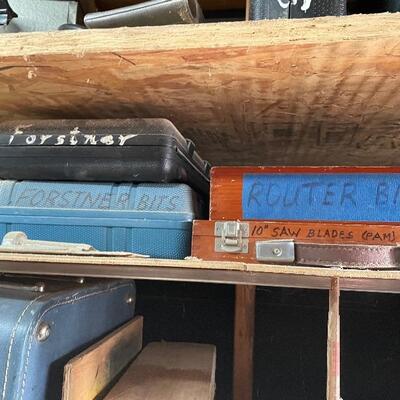 Forstner
FORSTNER BITS
ROUTER BI
10" SAW BLADES (PAM)